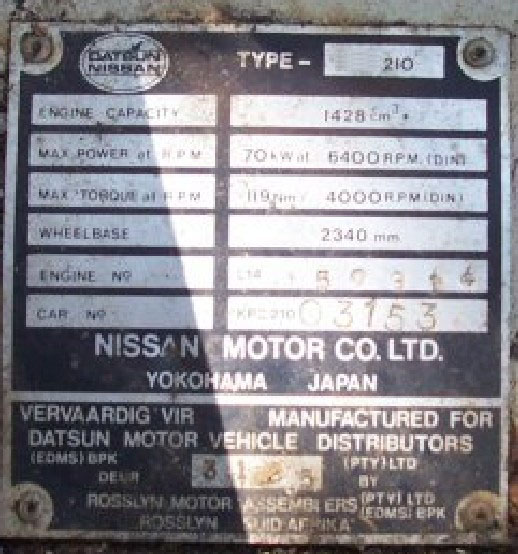 DATSUN
NISSAN
TYPE - 210
ENGINE CAPACITY 1428 cm³
MAX. POWER at R.P.M. 70 kW at 6400 R.P.M. (DIN)
MAX. TORQUE at R.P.M. 119 4000 R.P.M (DIN)
WHEELBASE 2340 mm
ENGINE Nº L14
CAR Nº 03153
NISSAN MOTOR CO. LTD.
YOKOHAMA JAPAN
VERVAARDIG VIR MANUFACTURED FOR
DATSUN MOTOR VEHICLE DISTRIBUTORS
(EDMS) BPK (PTY) LTD
DEUR BY
ROSSLYN MOTOR ASSEMBLERS (PTY) LTD
(EDMS) BPK
ROSSLYN SUID AFRIKA